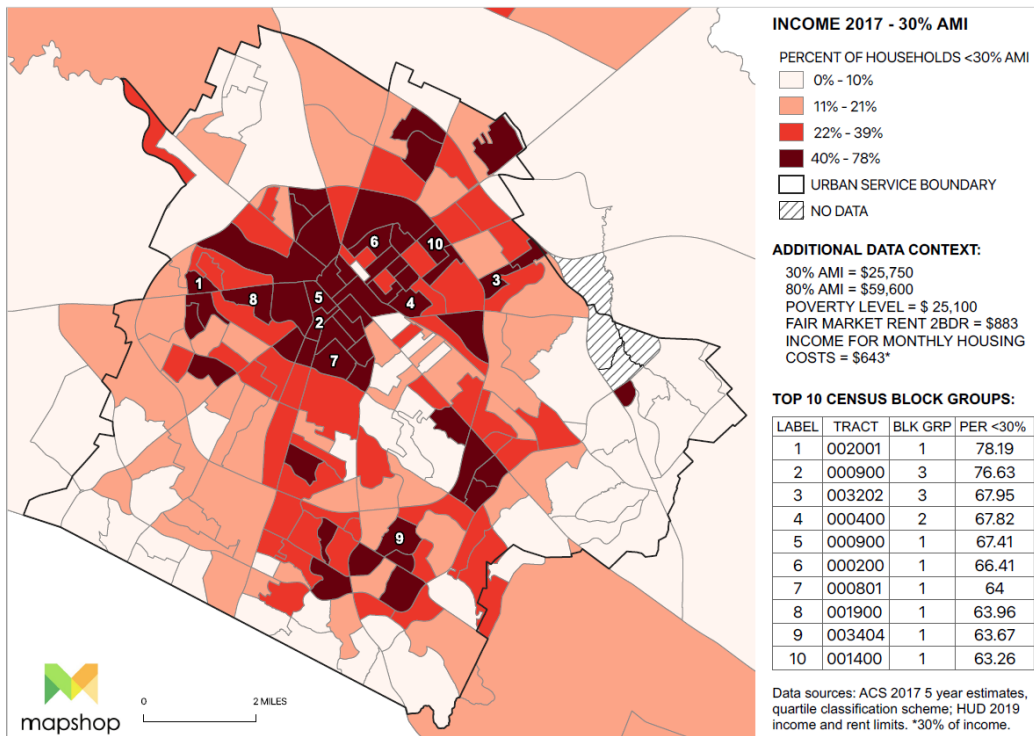 INCOME 2017 - 30% AMI
PERCENT OF HOUSEHOLDS <30% AMI
0% - 10%
11% - 21%
22% - 39%
40% - 78%
URBAN SERVICE BOUNDARY
NO DATA
ADDITIONAL DATA CONTEXT:
30% AMI = $25,750
80% AMI = $59,600
POVERTY LEVEL = $ 25,100
FAIR MARKET RENT 2BDR = $883
INCOME FOR MONTHLY HOUSING
COSTS = $643*
TOP 10 CENSUS BLOCK GROUPS:
LABEL TRACT BLK GRP PER <30%
1 002001 1 78.19
2 000900 3 76.63
3 003202 3 67.95
4 000400 2 67.82
5 000900 1 67.41
6 000200 1 66.41
7 000801 1 64
8 001900 1 63.96
9 003404 1 63.67
10 001400 1 63.26
Data sources: ACS 2017 5 year estimates,
quartile classification scheme; HUD 2019
income and rent limits. *30% of income.
6
10
1
3
8
5
4
2
7
9
mapshop
0 2 MILES